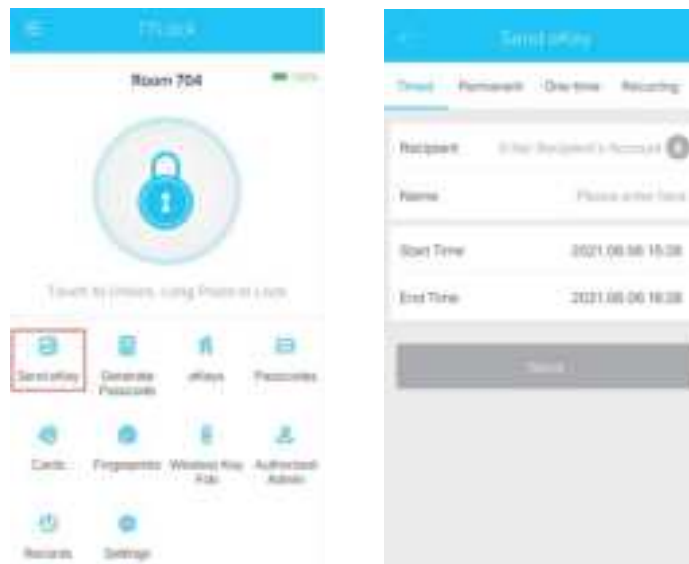 TTLock
Room 704
Touch to Unlock, Long Press to Lock
Send eKey
Generate Passcode
eKeys
Passcodes
Cards
Fingerprints
Wireless Key Fob
Authorized Admin
Records
Settings
Send eKey
Timed
Permanent
One-time
Recurring
Recipient
Enter Recipient's Account
Name
Please enter here
Start Time
2021.08.06 15:28
End Time
2021.08.06 16:28
Send